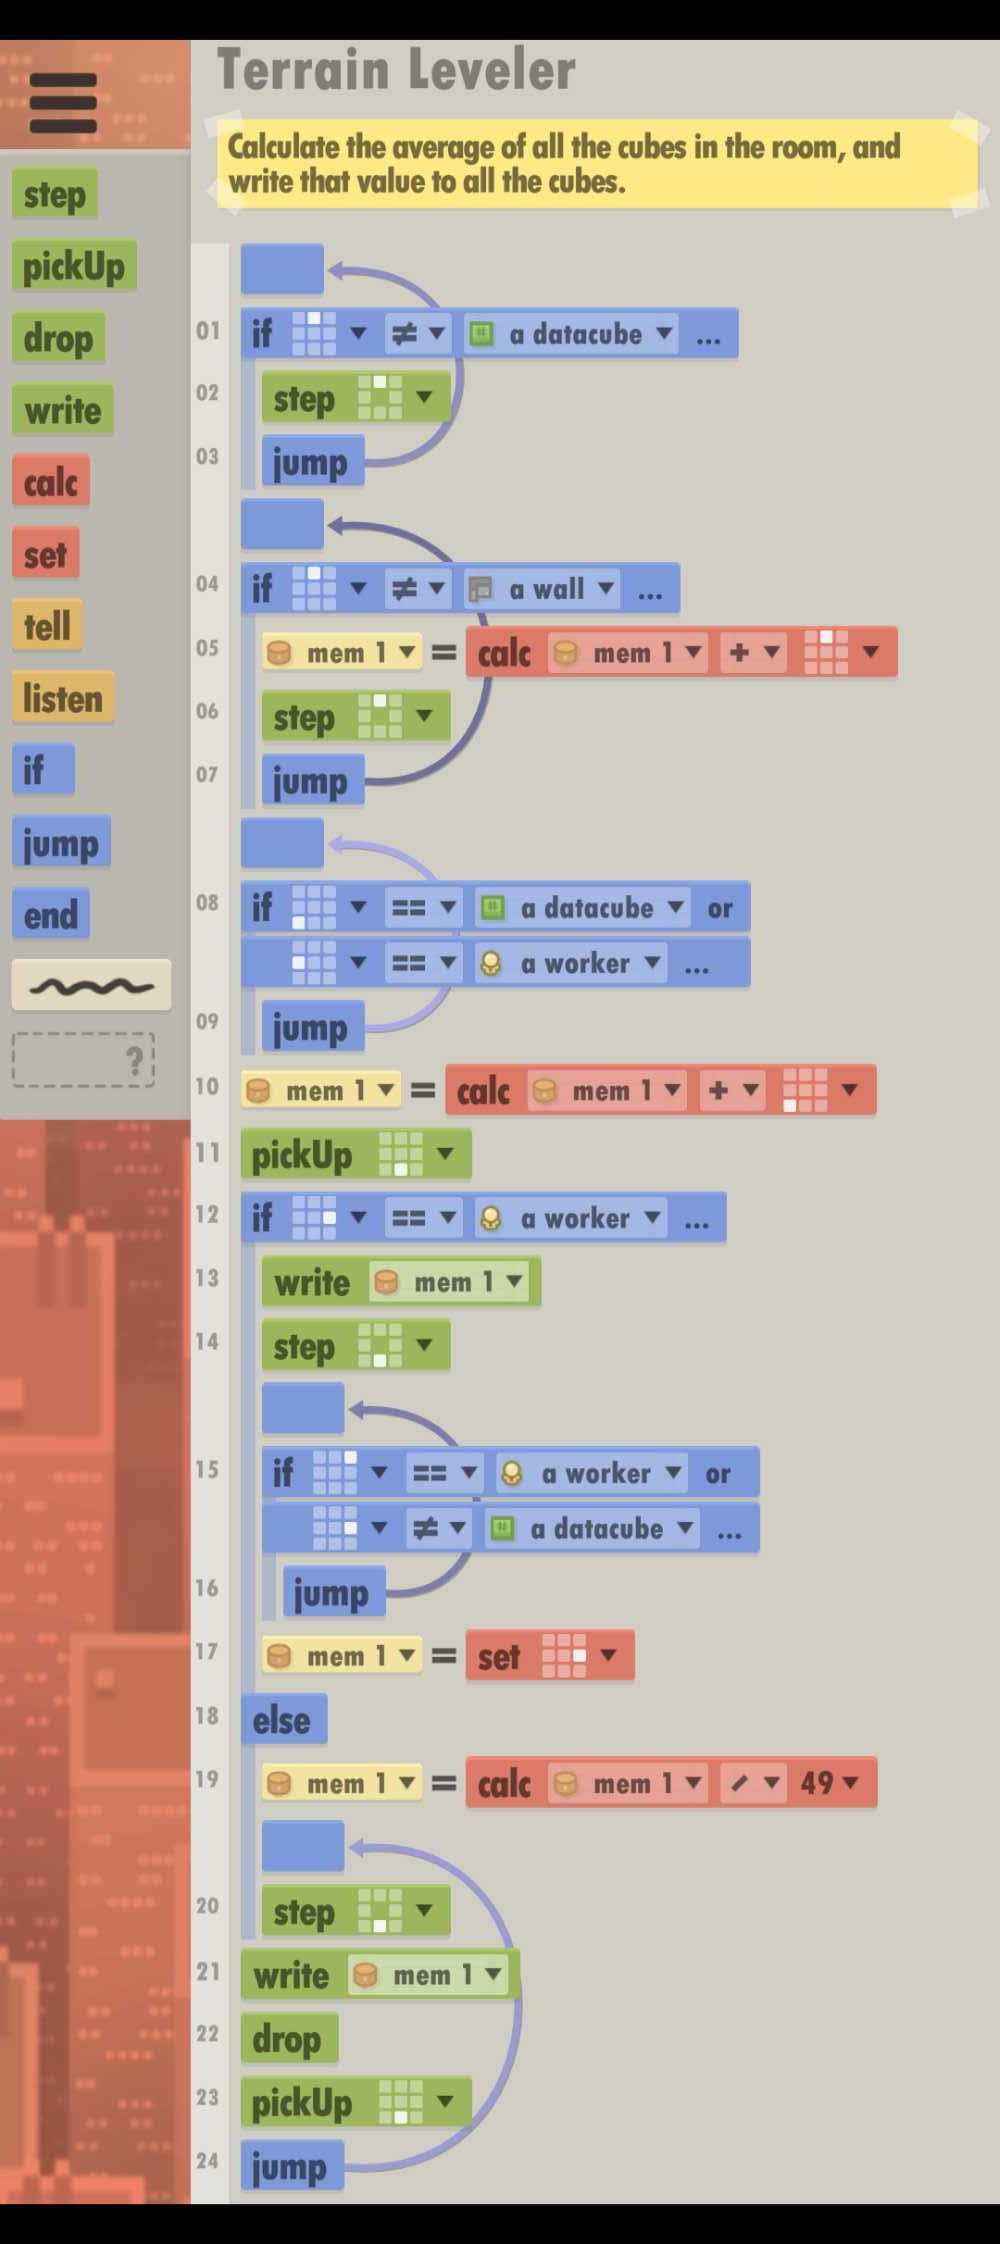 Terrain Leveler
Calculate the average of all the cubes in the room, and
write that value to all the cubes.
step
pickUp
drop
write
calc
set
tell
listen
if
jump
end
?
01 if ≠ a datacube ...
02 step
03 jump
04 if ≠ a wall ...
05 mem 1 = calc mem 1 +
06 step
07 jump
08 if == a datacube or
== a worker ...
09 jump
10 mem 1 = calc mem 1 +
11 pickUp
12 if == a worker ...
13 write mem 1
14 step
15 if == a worker or
≠ a datacube ...
16 jump
17 mem 1 = set
18 else
19 mem 1 = calc mem 1 / 49
20 step
21 write mem 1
22 drop
23 pickUp
24 jump